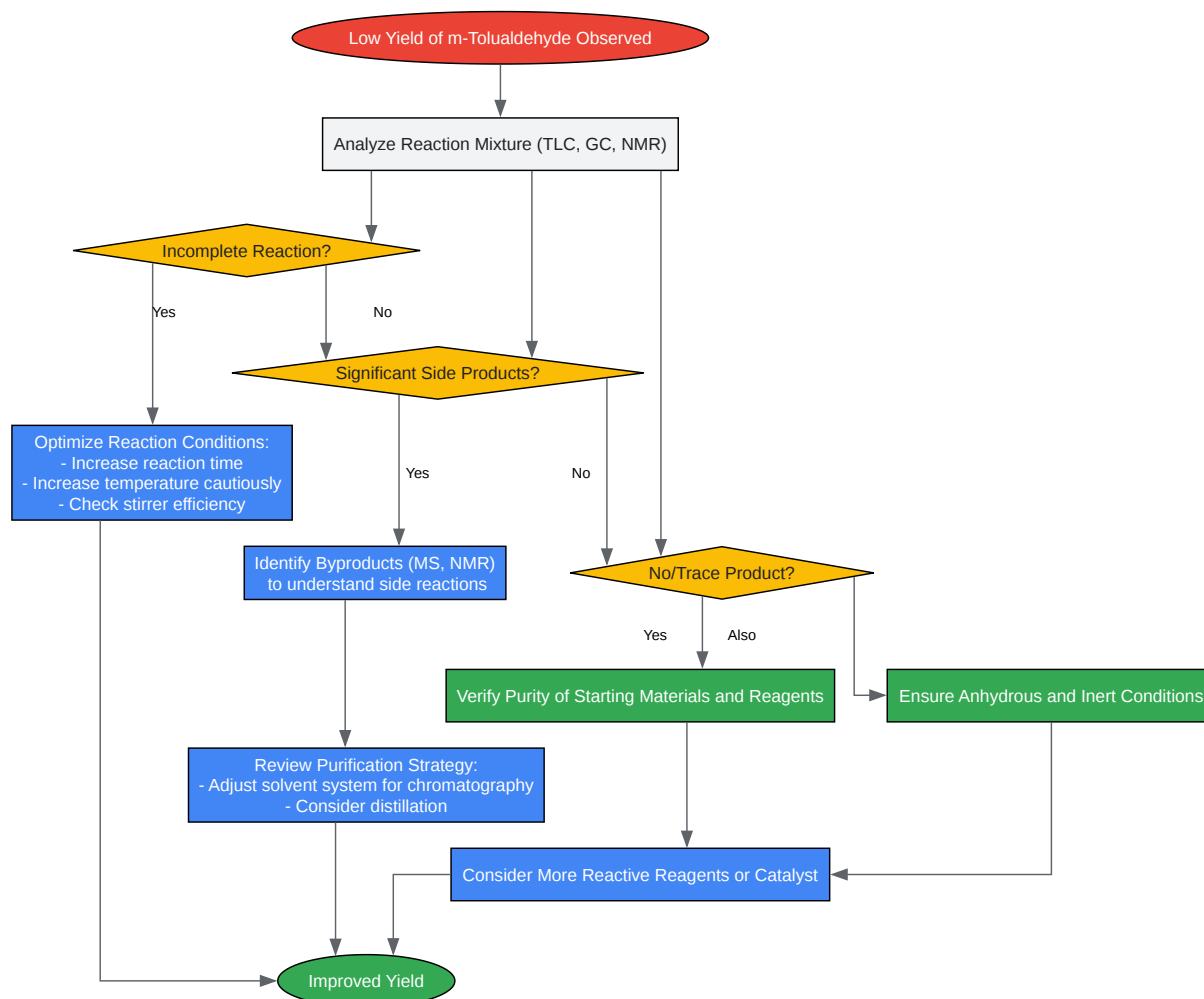 Low Yield of m-Tolualdehyde Observed
Analyze Reaction Mixture (TLC, GC, NMR)
Incomplete Reaction?
Yes
No
Significant Side Products?
Optimize Reaction Conditions:
- Increase reaction time
- Increase temperature cautiously
- Check stirrer efficiency
Yes
No
Identify Byproducts (MS, NMR)
to understand side reactions
No/Trace Product?
Yes
Also
Verify Purity of Starting Materials and Reagents
Ensure Anhydrous and Inert Conditions
Review Purification Strategy:
- Adjust solvent system for chromatography
- Consider distillation
Consider More Reactive Reagents or Catalyst
Improved Yield